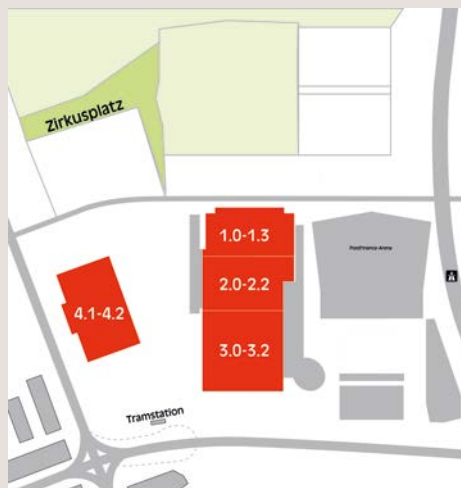 Zirkusplatz
1.0-1.3
PostFinance-Arena
2.0-2.2
4.1-4.2
3.0-3.2
Tramstation